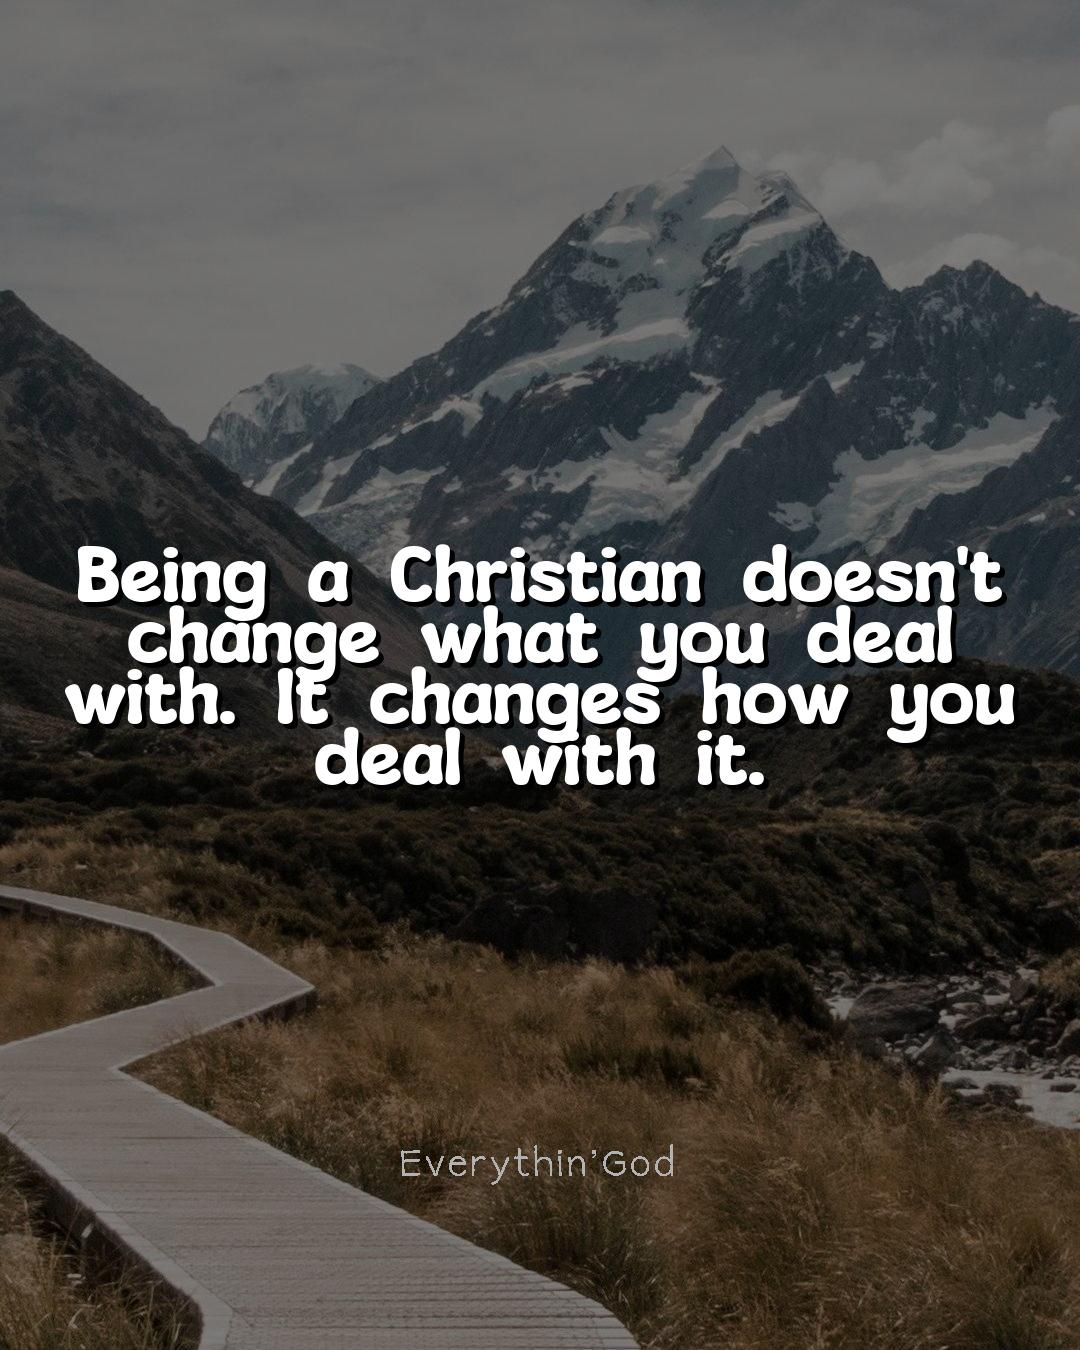 Being a Christian doesn't
change what you deal
with. It changes how you
deal with it.
Everythin'God